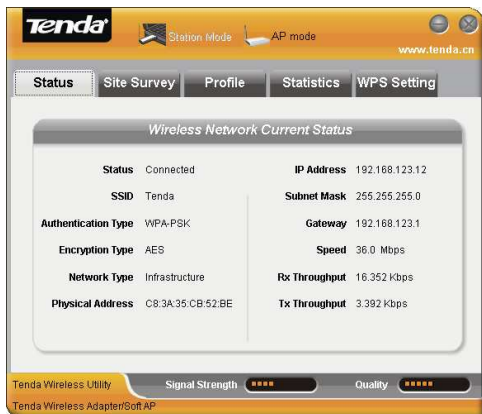 Tenda
Station Mode AP mode
www.tenda.cn
Status Site Survey Profile Statistics WPS Setting
Wireless Network Current Status
Status Connected IP Address 192.168.123.12
SSID Tenda Subnet Mask 255.255.255.0
Authentication Type WPA-PSK Gateway 192.168.123.1
Encryption Type AES Speed 36.0 Mbps
Network Type Infrastructure Rx Throughput 16.352 Kbps
Physical Address C8:3A:35:CB:52:BE Tx Throughput 3.392 Kbps
Tenda Wireless Utility Signal Strength Quality
Tenda Wireless Adapter/Soft AP